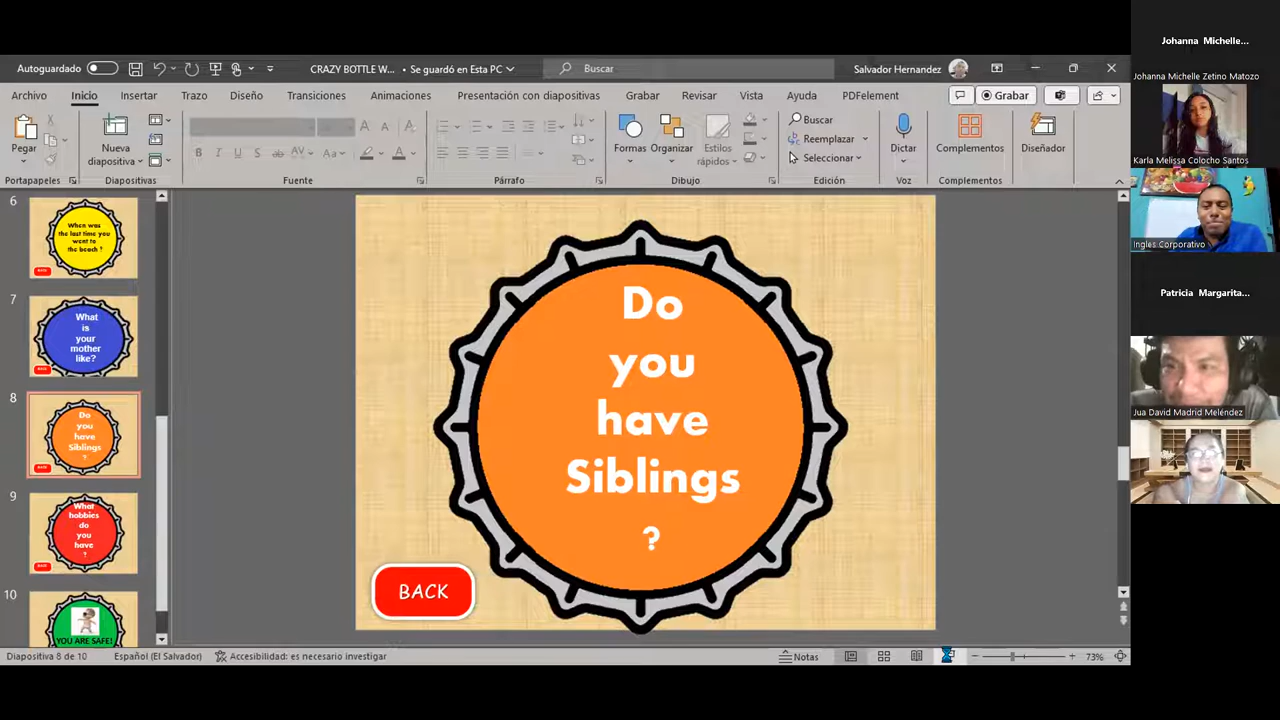 Autoguardado
CRAZY BOTTLE W... • Se guardó en Esta PC
Buscar
Salvador Hernandez
Archivo Inicio Insertar Trazo Diseño Transiciones Animaciones Presentación con diapositivas Grabar Revisar Vista Ayuda PDFelement
Grabar
Pegar
Nueva
diapositiva
N K S S ab AV Aa A
Formas
Organizar
Estilos
rápidos
Buscar
Reemplazar
Seleccionar
Dictar
Complementos
Diseñador
Portapapeles Diapositivas Fuente Párrafo Dibujo Edición Voz Complementos
6
When was
the last time you
went to
the beach ?
7
What
is
your
mother
like?
8
Do
you
have
Siblings
?
9
What
hobbies
do
you
have
?
10
YOU ARE SAFE!
Do
you
have
Siblings
?
BACK
Diapositiva 8 de 10
Español (El Salvador)
Accesibilidad: es necesario investigar
Notas
73%
Johanna Michelle...
Johanna Michelle Zetino Matozo
Karla Melissa Colocho Santos
Ingles Corporativo
Patricia Margarita...
Jua David Madrid Meléndez